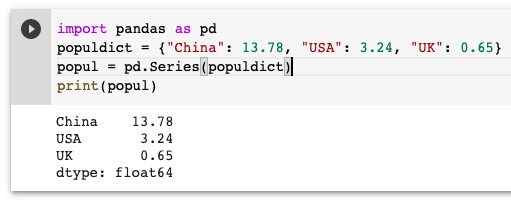 import pandas as pd
populdict = {"China": 13.78, "USA": 3.24, "UK": 0.65}
popul = pd.Series(populdict)
print(popul)
China    13.78
USA       3.24
UK        0.65
dtype: float64